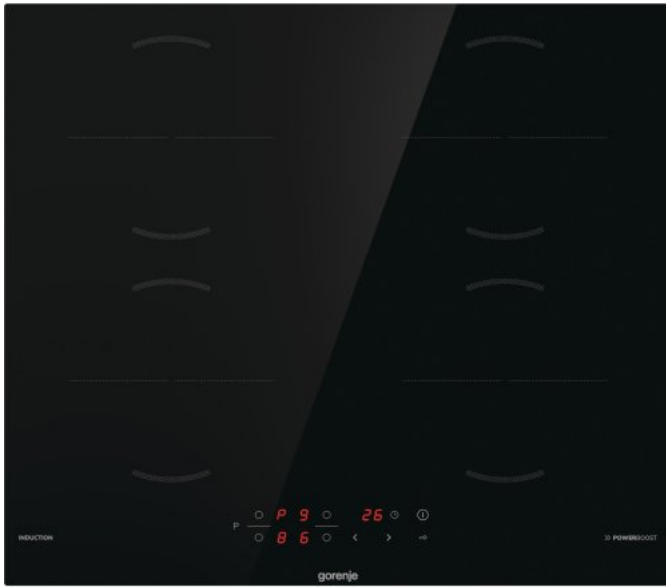 P 9 26
P
8 6 < >
INDUCTION
POWERBOOST
gorenje